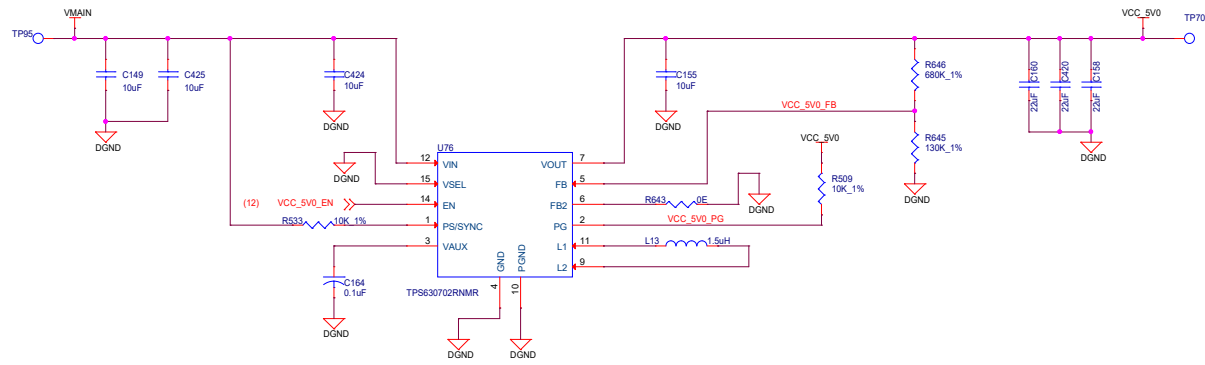 VMAIN
VCC_5V0
TP95
TP70
C149
10uF
C425
10uF
C424
10uF
C155
10uF
R646
680K_1%
C160
22uF
C420
22uF
C158
22uF
DGND
DGND
VCC_5V0_FB
VCC_5V0
R645
130K_1%
DGND
DGND
U76
12
VIN
VOUT
7
DGND
15
VSEL
FB
5
R509
10K_1%
DGND
(12)
VCC_5V0_EN
14
EN
FB2
6
R643
0E
DGND
R533
10K_1%
1
PS/SYNC
PG
2
VCC_5V0_PG
3
VAUX
L1
11
L13
1.5uH
GND
PGND
L2
9
C164
0.1uF
4
10
TPS630702RNMR
DGND
DGND
DGND